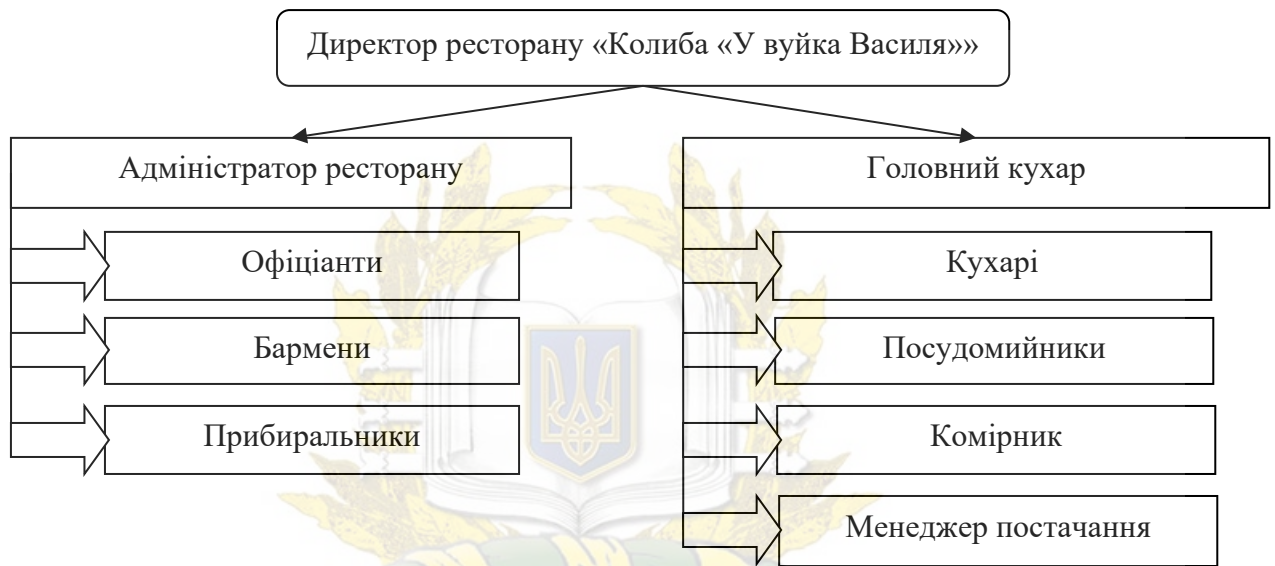 Директор ресторану «Колиба «У вуйка Василя»»
Адміністратор ресторану
Офіціанти
Бармени
Прибиральники
Головний кухар
Кухарі
Посудомийники
Комірник
Менеджер постачання